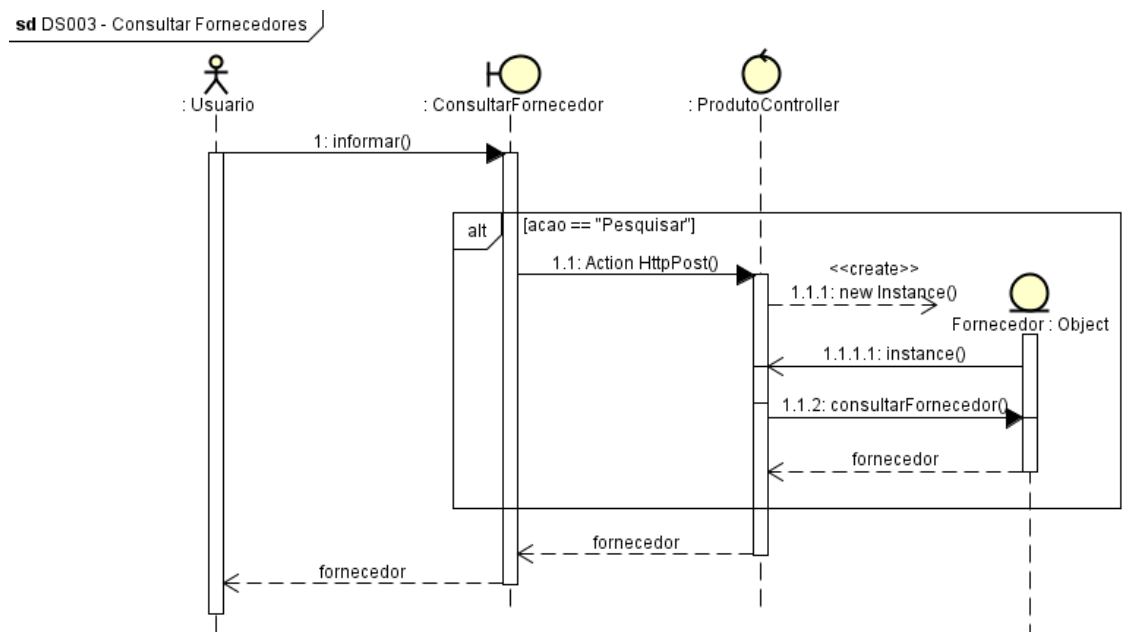 sd DS003 - Consultar Fornecedores
: Usuario
: ConsultarFornecedor
: ProdutoController
1: informar()
alt
[acao == "Pesquisar"]
1.1: Action HttpPost()
<<create>>
1.1.1: new Instance()
Fornecedor : Object
1.1.1.1: instance()
1.1.2: consultarFornecedor()
fornecedor
fornecedor
fornecedor